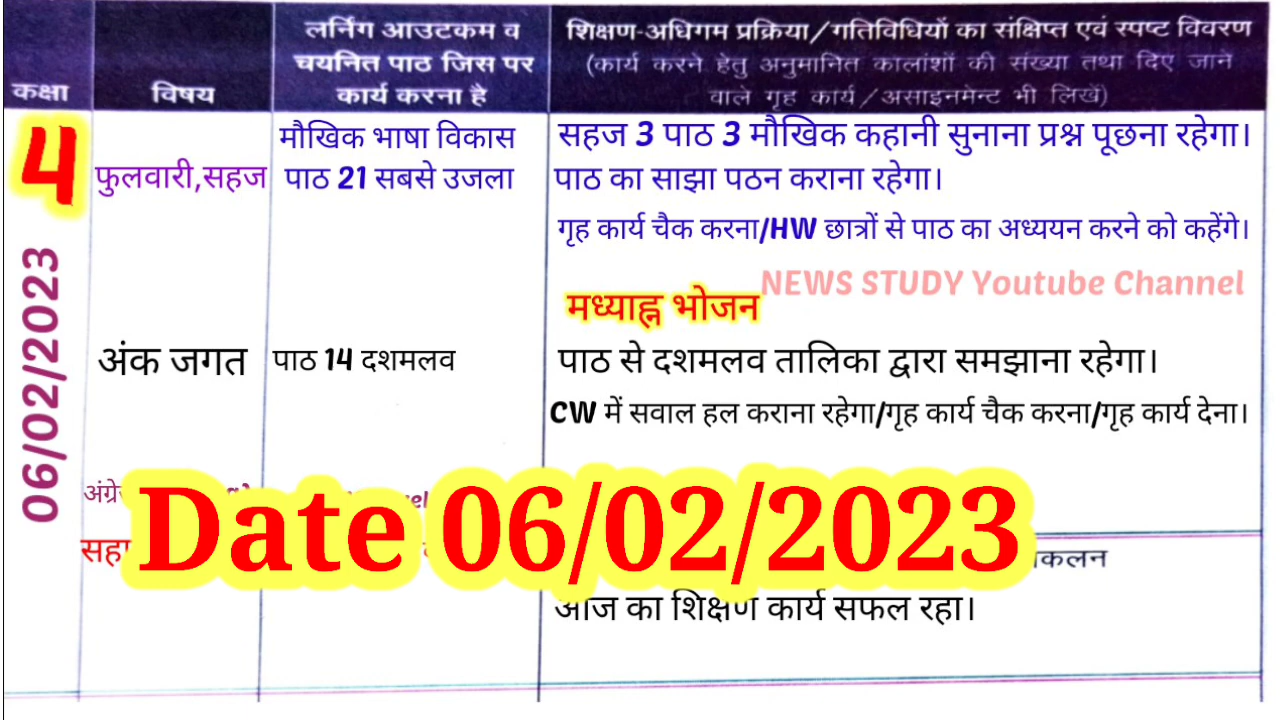 लर्निंग आउटकम व
चयनित पाठ जिस पर
कार्य करना है
शिक्षण-अधिगम प्रक्रिया/गतिविधियों का संक्षिप्त एवं स्पष्ट विवरण
(कार्य करने हेतु अनुमानित कालांशों की संख्या तथा दिए जाने
वाले गृह कार्य/असाइनमेन्ट भी लिखें)
कक्षा
विषय
4
फुलवारी,सहज
मौखिक भाषा विकास
पाठ 21 सबसे उजला
सहज 3 पाठ 3 मौखिक कहानी सुनाना प्रश्न पूछना रहेगा।
पाठ का साझा पठन कराना रहेगा।
गृह कार्य चैक करना/HW छात्रों से पाठ का अध्ययन करने को कहेंगे।
NEWS STUDY Youtube Channel
मध्याह्न भोजन
06/02/2023
अंक जगत
पाठ 14 दशमलव
पाठ से दशमलव तालिका द्वारा समझाना रहेगा।
CW में सवाल हल कराना रहेगा/गृह कार्य चैक करना/गृह कार्य देना।
Date 06/02/2023
आज का शिक्षण कार्य सफल रहा।